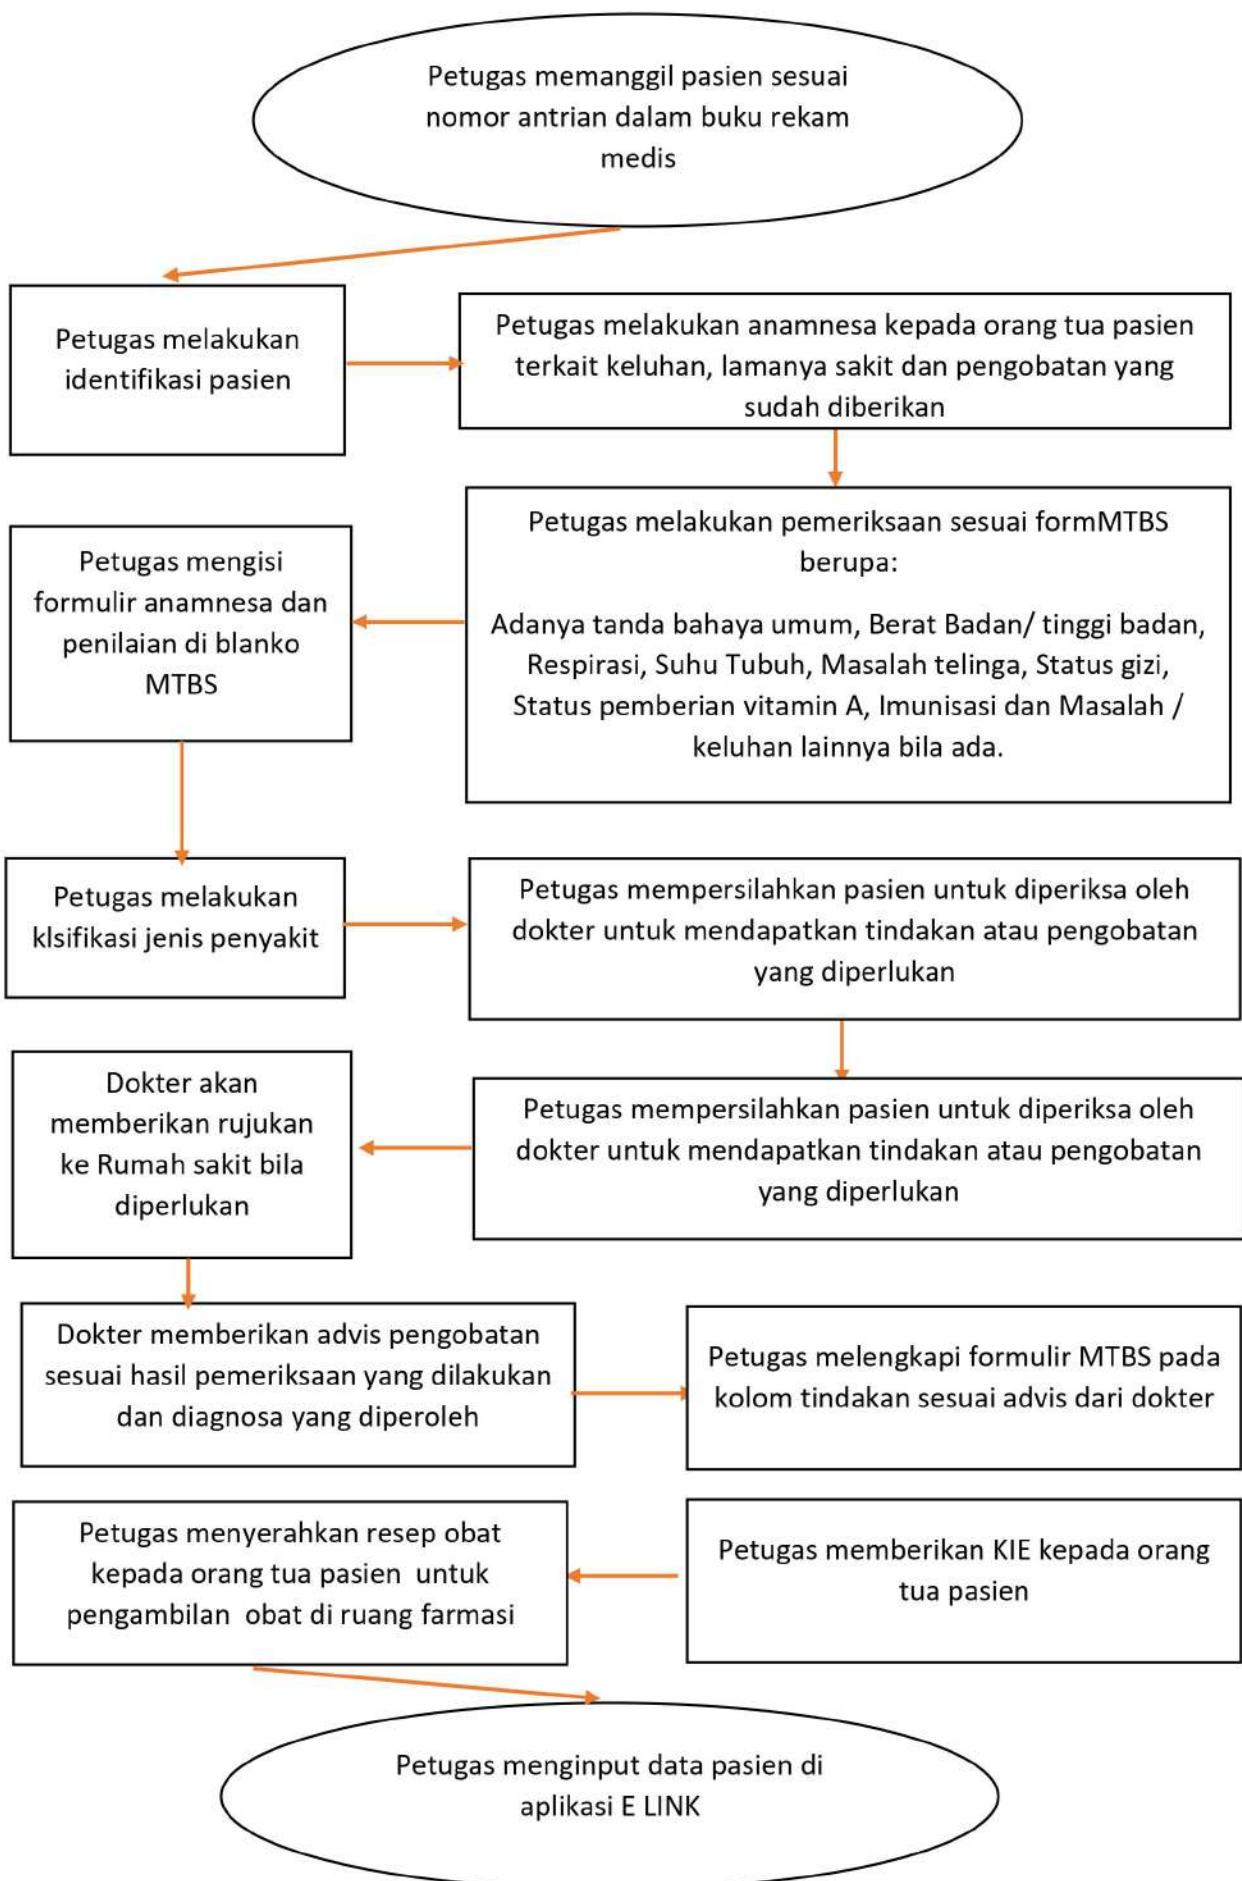 Petugas memanggil pasien sesuai
nomor antrian dalam buku rekam
medis
Petugas melakukan
identifikasi pasien
Petugas melakukan anamnesa kepada orang tua pasien
terkait keluhan, lamanya sakit dan pengobatan yang
sudah diberikan
Petugas melakukan pemeriksaan sesuai formMTBS
berupa:
Adanya tanda bahaya umum, Berat Badan/ tinggi badan,
Respirasi, Suhu Tubuh, Masalah telinga, Status gizi,
Status pemberian vitamin A, Imunisasi dan Masalah /
keluhan lainnya bila ada.
Petugas mengisi
formulir anamnesa dan
penilaian di blanko
MTBS
Petugas melakukan
klsifikasi jenis penyakit
Petugas mempersilahkan pasien untuk diperiksa oleh
dokter untuk mendapatkan tindakan atau pengobatan
yang diperlukan
Petugas mempersilahkan pasien untuk diperiksa oleh
dokter untuk mendapatkan tindakan atau pengobatan
yang diperlukan
Dokter akan
memberikan rujukan
ke Rumah sakit bila
diperlukan
Dokter memberikan advis pengobatan
sesuai hasil pemeriksaan yang dilakukan
dan diagnosa yang diperoleh
Petugas melengkapi formulir MTBS pada
kolom tindakan sesuai advis dari dokter
Petugas memberikan KIE kepada orang
tua pasien
Petugas menyerahkan resep obat
kepada orang tua pasien untuk
pengambilan obat di ruang farmasi
Petugas menginput data pasien di
aplikasi E LINK